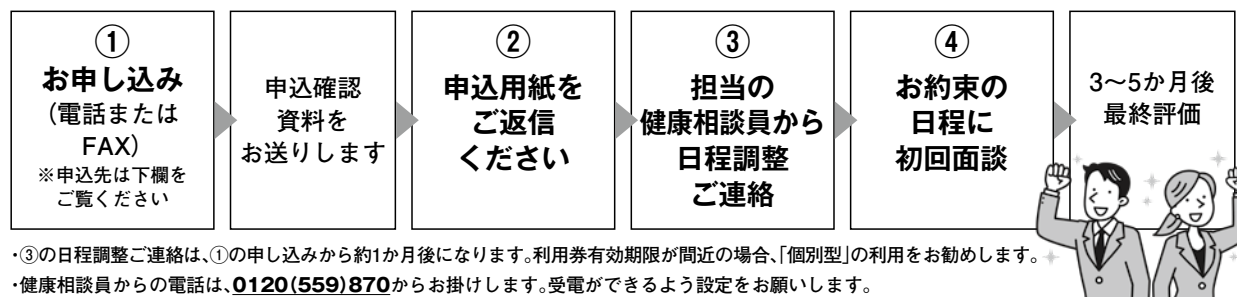 ①
お申し込み
(電話または
FAX)
※申込先は下欄を
ご覧ください
申込確認
資料を
お送りします
②
申込用紙を
ご返信
ください
③
担当の
健康相談員から
日程調整
ご連絡
④
お約束の
日程に
初回面談
3〜5か月後
最終評価
・③の日程調整ご連絡は、①の申し込みから約1か月後になります。利用券有効期限が間近の場合、「個別型」の利用をお勧めします。
・健康相談員からの電話は、0120(559)870からお掛けします。受電ができるよう設定をお願いします。